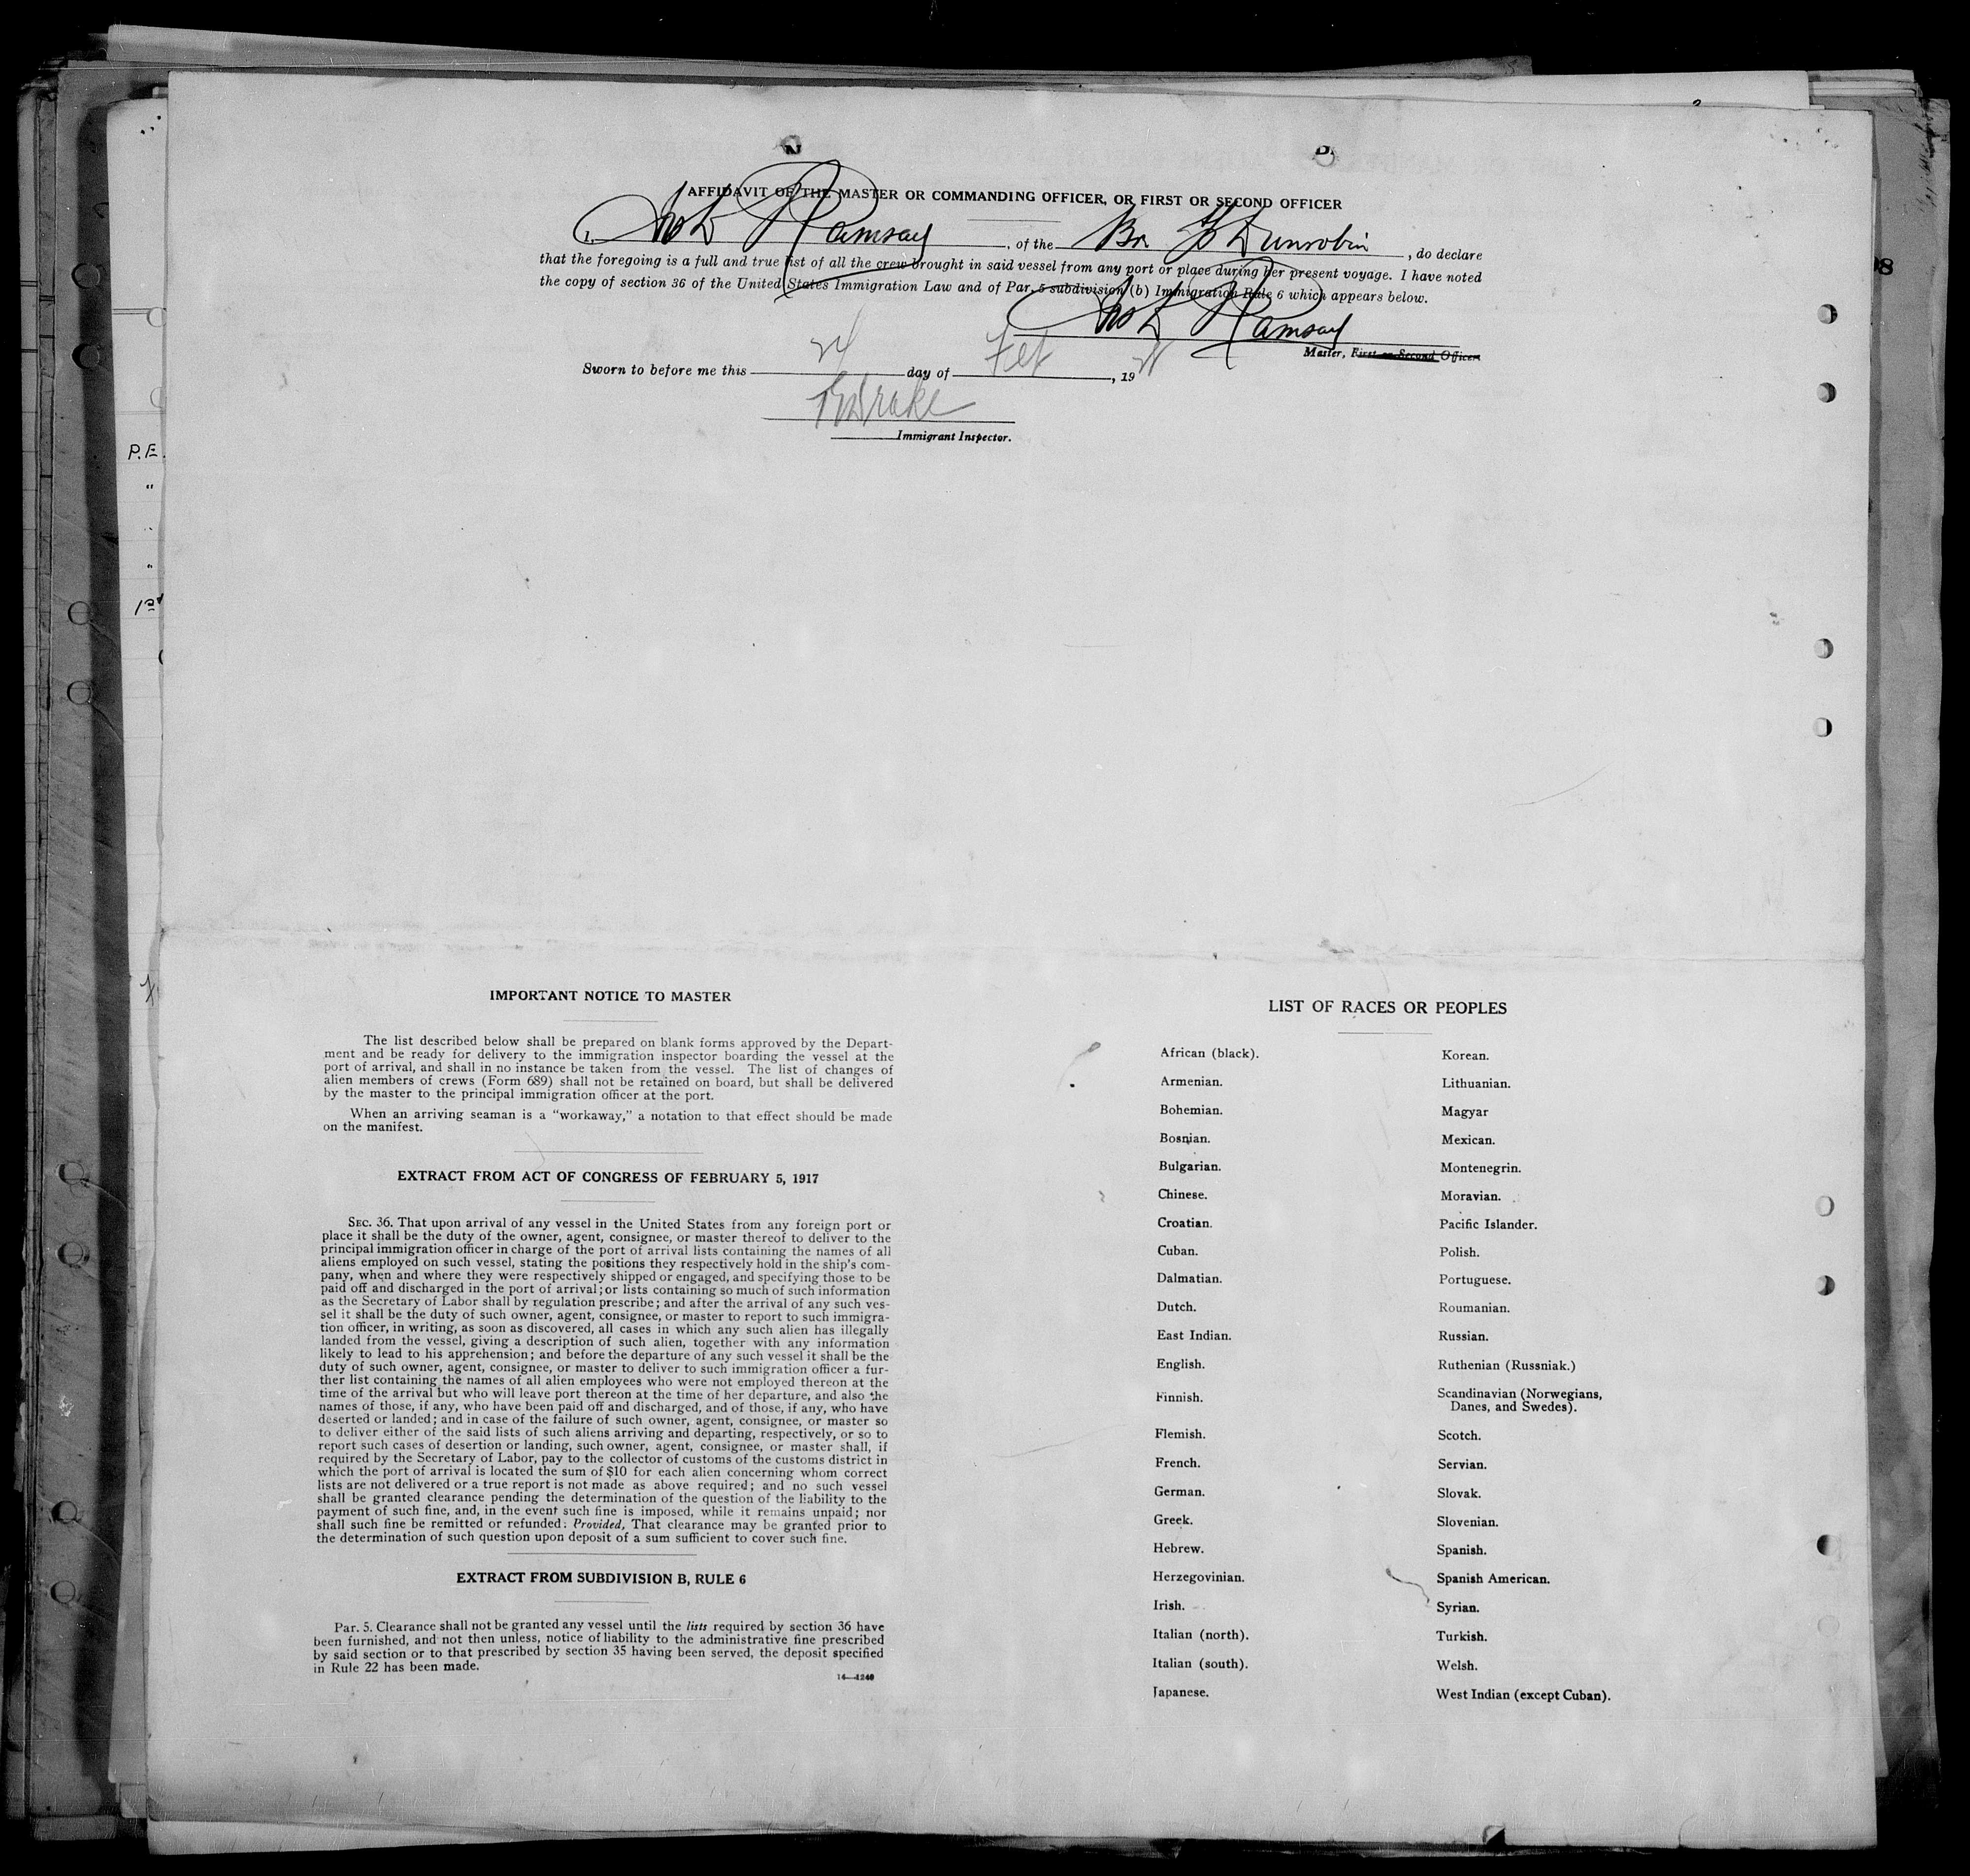 AFFIDAVIT OF THE MASTER OR COMMANDING OFFICER, OR FIRST OR SECOND OFFICER
I, Ramsay, of the Br Dunrobin, do declare
that the foregoing is a full and true list of all the crew brought in said vessel from any port or place during her present voyage. I have noted
the copy of section 36 of the United States Immigration Law and of Par. 5 subdivision (b) Immigration Rule 6 which appears below.
Ramsay
Master, First or Second Officer.
Sworn to before me this 24 day of Feb, 19
Drake
Immigrant Inspector.
P.E.
"
"
1st
IMPORTANT NOTICE TO MASTER
The list described below shall be prepared on blank forms approved by the Depart-
ment and be ready for delivery to the immigration inspector boarding the vessel at the
port of arrival, and shall in no instance be taken from the vessel. The list of changes of
alien members of crews (Form 689) shall not be retained on board, but shall be delivered
by the master to the principal immigration officer at the port.
When an arriving seaman is a "workaway," a notation to that effect should be made
on the manifest.
EXTRACT FROM ACT OF CONGRESS OF FEBRUARY 5, 1917
SEC. 36. That upon arrival of any vessel in the United States from any foreign port or
place it shall be the duty of the owner, agent, consignee, or master thereof to deliver to the
principal immigration officer in charge of the port of arrival lists containing the names of all
aliens employed on such vessel, stating the positions they respectively hold in the ship's com-
pany, when and where they were respectively shipped or engaged, and specifying those to be
paid off and discharged in the port of arrival; or lists containing so much of such information
as the Secretary of Labor shall by regulation prescribe; and after the arrival of any such ves-
sel it shall be the duty of such owner, agent, consignee, or master to report to such immigra-
tion officer, in writing, as soon as discovered, all cases in which any such alien has illegally
landed from the vessel, giving a description of such alien, together with any information
likely to lead to his apprehension; and before the departure of any such vessel it shall be the
duty of such owner, agent, consignee, or master to deliver to such immigration officer a fur-
ther list containing the names of all alien employees who were not employed thereon at the
time of the arrival but who will leave port thereon at the time of her departure, and also the
names of those, if any, who have been paid off and discharged, and of those, if any, who have
deserted or landed; and in case of the failure of such owner, agent, consignee, or master so
to deliver either of the said lists of such aliens arriving and departing, respectively, or so to
report such cases of desertion or landing, such owner, agent, consignee, or master shall, if
required by the Secretary of Labor, pay to the collector of customs of the customs district in
which the port of arrival is located the sum of $10 for each alien concerning whom correct
lists are not delivered or a true report is not made as above required; and no such vessel
shall be granted clearance pending the determination of the question of the liability to the
payment of such fine, and, in the event such fine is imposed, while it remains unpaid; nor
shall such fine be remitted or refunded: Provided, That clearance may be granted prior to
the determination of such question upon deposit of a sum sufficient to cover such fine.
EXTRACT FROM SUBDIVISION B, RULE 6
Par. 5. Clearance shall not be granted any vessel until the lists required by section 36 have
been furnished, and not then unless, notice of liability to the administrative fine prescribed
by said section or to that prescribed by section 35 having been served, the deposit specified
in Rule 22 has been made.
14—1240
LIST OF RACES OR PEOPLES
African (black).
Armenian.
Bohemian.
Bosnian.
Bulgarian.
Chinese.
Croatian.
Cuban.
Dalmatian.
Dutch.
East Indian.
English.
Finnish.
Flemish.
French.
German.
Greek.
Hebrew.
Herzegovinian.
Irish.
Italian (north).
Italian (south).
Japanese.
Korean.
Lithuanian.
Magyar
Mexican.
Montenegrin.
Moravian.
Pacific Islander.
Polish.
Portuguese.
Roumanian.
Russian.
Ruthenian (Russniak.)
Scandinavian (Norwegians,
Danes, and Swedes).
Scotch.
Servian.
Slovak.
Slovenian.
Spanish.
Spanish American.
Syrian.
Turkish.
Welsh.
West Indian (except Cuban).